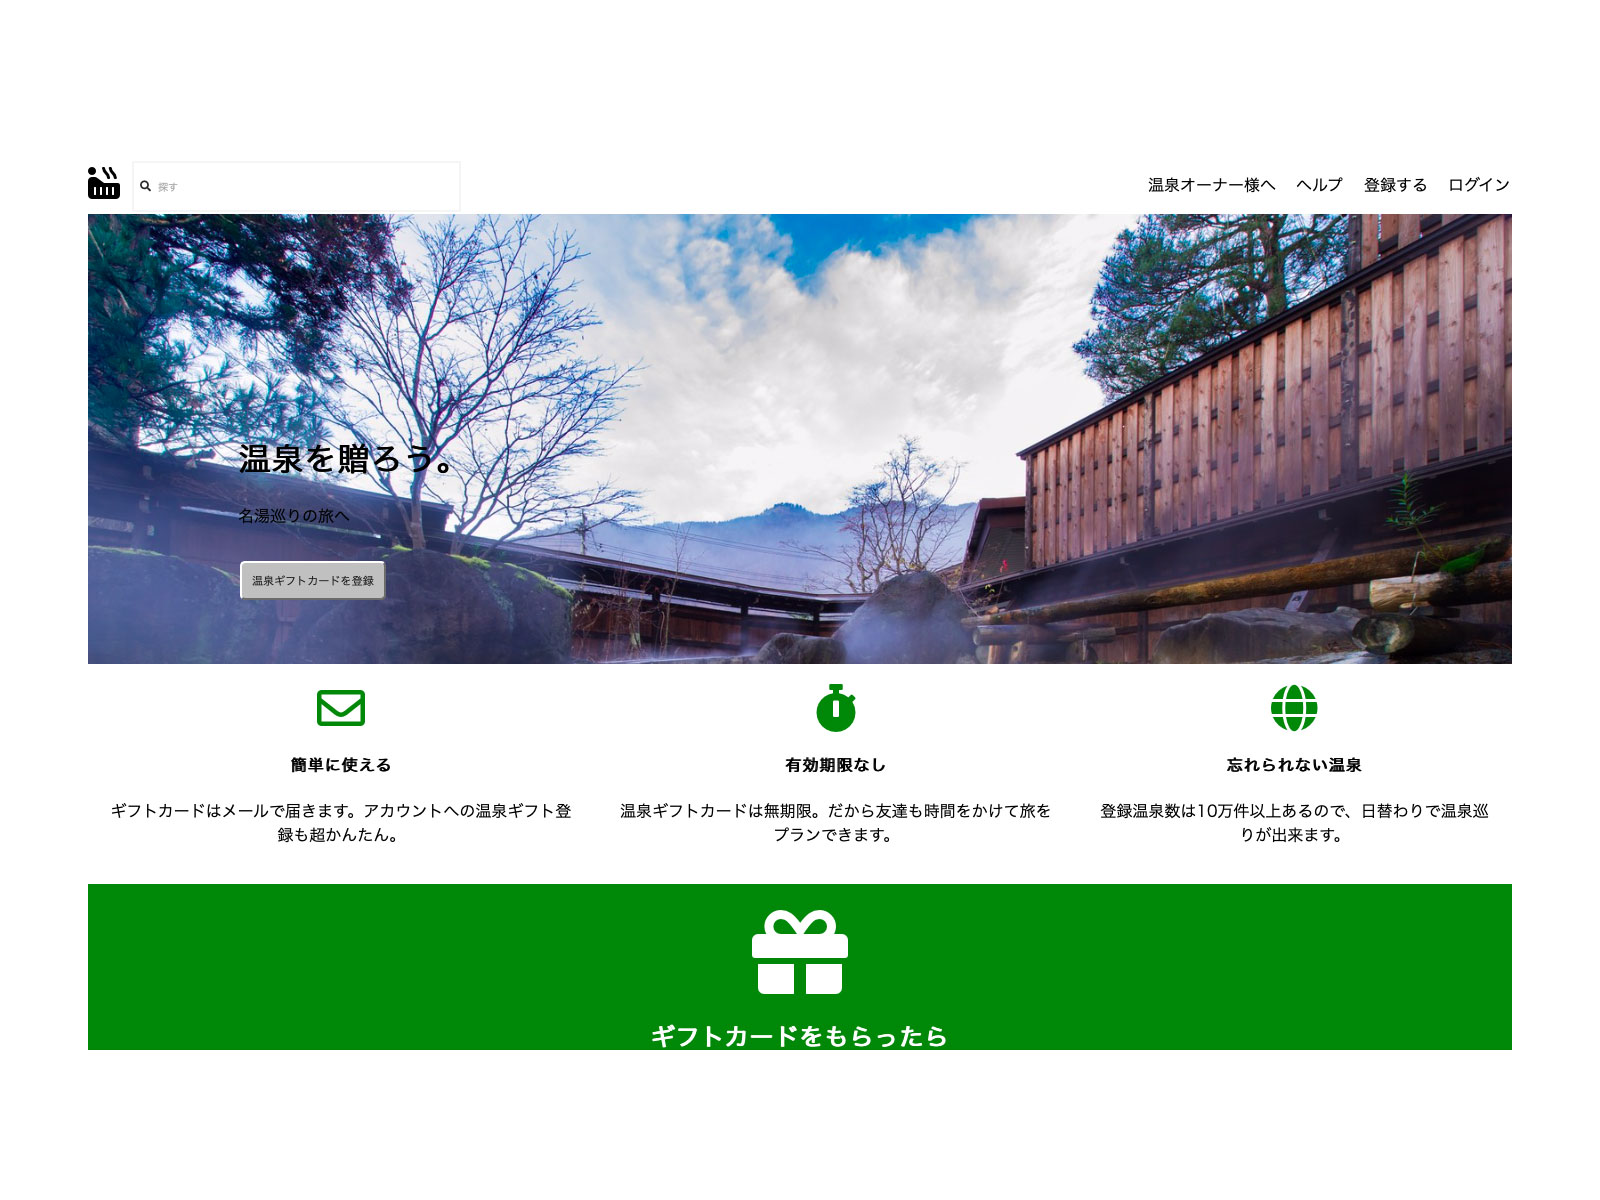 探す
温泉オーナー様へ ヘルプ 登録する ログイン
温泉を贈ろう。
名湯巡りの旅へ
温泉ギフトカードを登録
簡単に使える
ギフトカードはメールで届きます。アカウントへの温泉ギフト登
録も超かんたん。
有効期限なし
温泉ギフトカードは無期限。だから友達も時間をかけて旅を
プランできます。
忘れられない温泉
登録温泉数は10万件以上あるので、日替わりで温泉巡
りが出来ます。
ギフトカードをもらったら